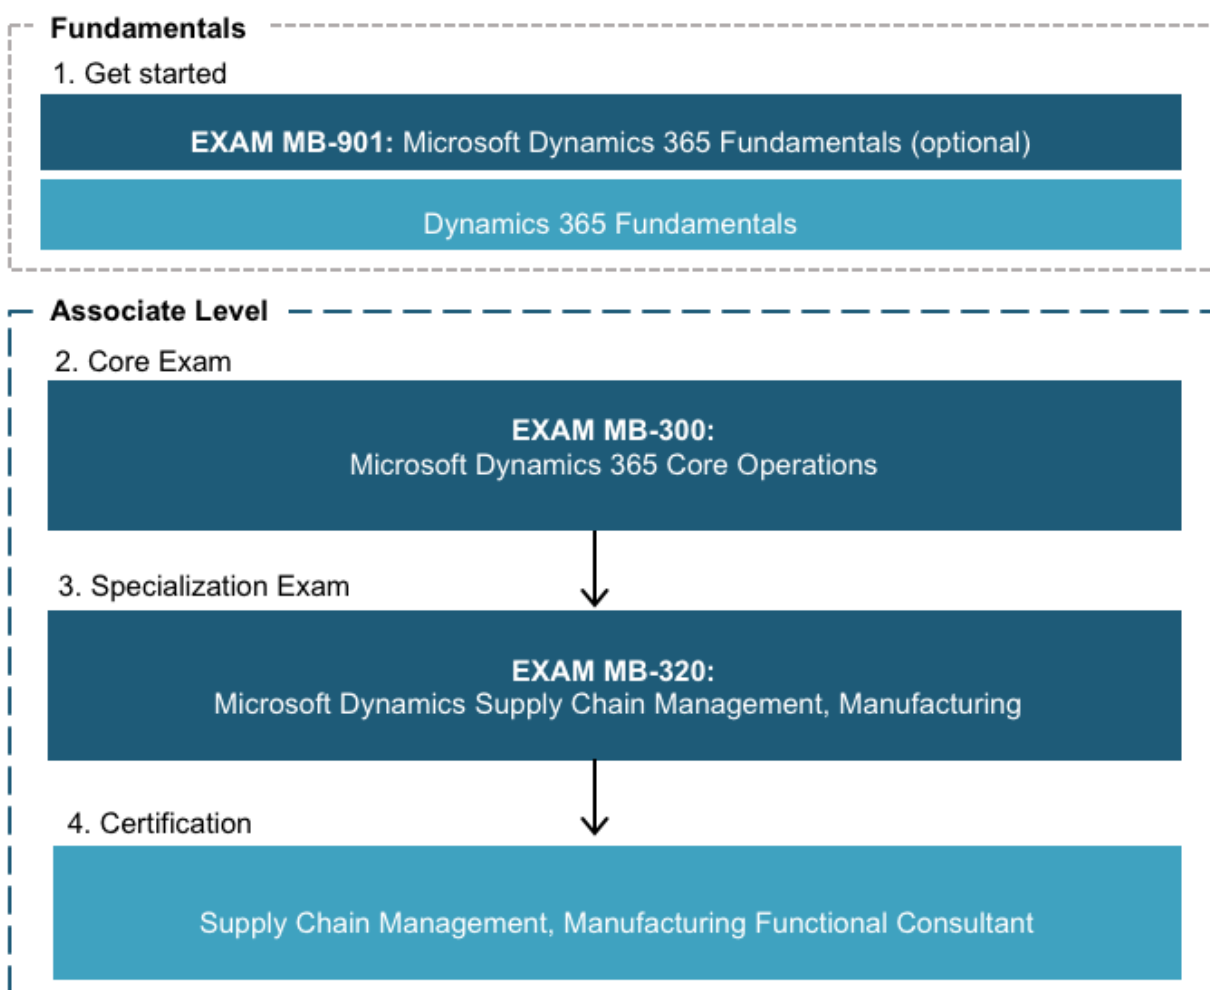 Fundamentals
1. Get started
EXAM MB-901: Microsoft Dynamics 365 Fundamentals (optional)
Dynamics 365 Fundamentals
Associate Level
2. Core Exam
EXAM MB-300:
Microsoft Dynamics 365 Core Operations
3. Specialization Exam
EXAM MB-320:
Microsoft Dynamics Supply Chain Management, Manufacturing
4. Certification
Supply Chain Management, Manufacturing Functional Consultant